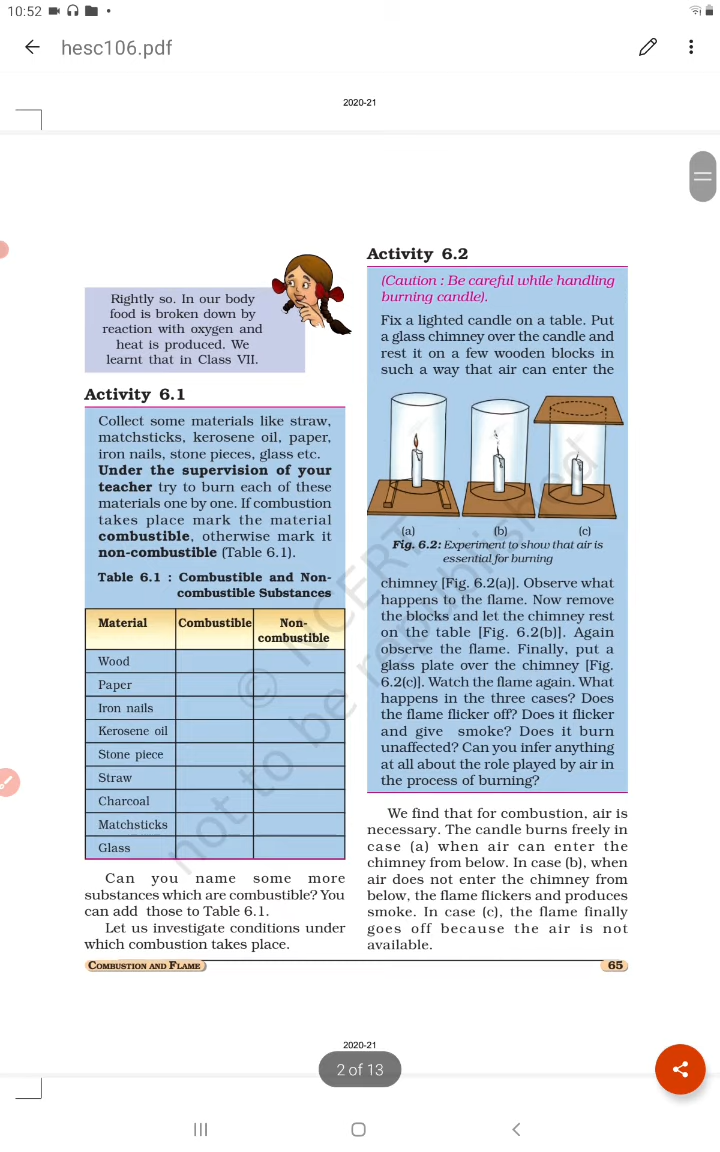 10:52
hesc106.pdf
2020-21
Rightly so. In our body
food is broken down by
reaction with oxygen and
heat is produced. We
learnt that in Class VII.
Activity 6.1
Collect some materials like straw,
matchsticks, kerosene oil, paper,
iron nails, stone pieces, glass etc.
Under the supervision of your
teacher try to burn each of these
materials one by one. If combustion
takes place mark the material
combustible, otherwise mark it
non-combustible (Table 6.1).
Table 6.1 : Combustible and Non-
combustible Substances
Material Combustible Non-
combustible
Wood
Paper
Iron nails
Kerosene oil
Stone piece
Straw
Charcoal
Matchsticks
Glass
Can you name some more
substances which are combustible? You
can add those to Table 6.1.
Let us investigate conditions under
which combustion takes place.
Activity 6.2
(Caution : Be careful while handling
burning candle).
Fix a lighted candle on a table. Put
a glass chimney over the candle and
rest it on a few wooden blocks in
such a way that air can enter the
(a) (b) (c)
Fig. 6.2: Experiment to show that air is
essential for burning
chimney [Fig. 6.2(a)]. Observe what
happens to the flame. Now remove
the blocks and let the chimney rest
on the table [Fig. 6.2(b)]. Again
observe the flame. Finally, put a
glass plate over the chimney [Fig.
6.2(c)]. Watch the flame again. What
happens in the three cases? Does
the flame flicker off? Does it flicker
and give smoke? Does it burn
unaffected? Can you infer anything
at all about the role played by air in
the process of burning?
We find that for combustion, air is
necessary. The candle burns freely in
case (a) when air can enter the
chimney from below. In case (b), when
air does not enter the chimney from
below, the flame flickers and produces
smoke. In case (c), the flame finally
goes off because the air is not
available.
© NCERT
not to be republished
COMBUSTION AND FLAME 65
2020-21
2 of 13